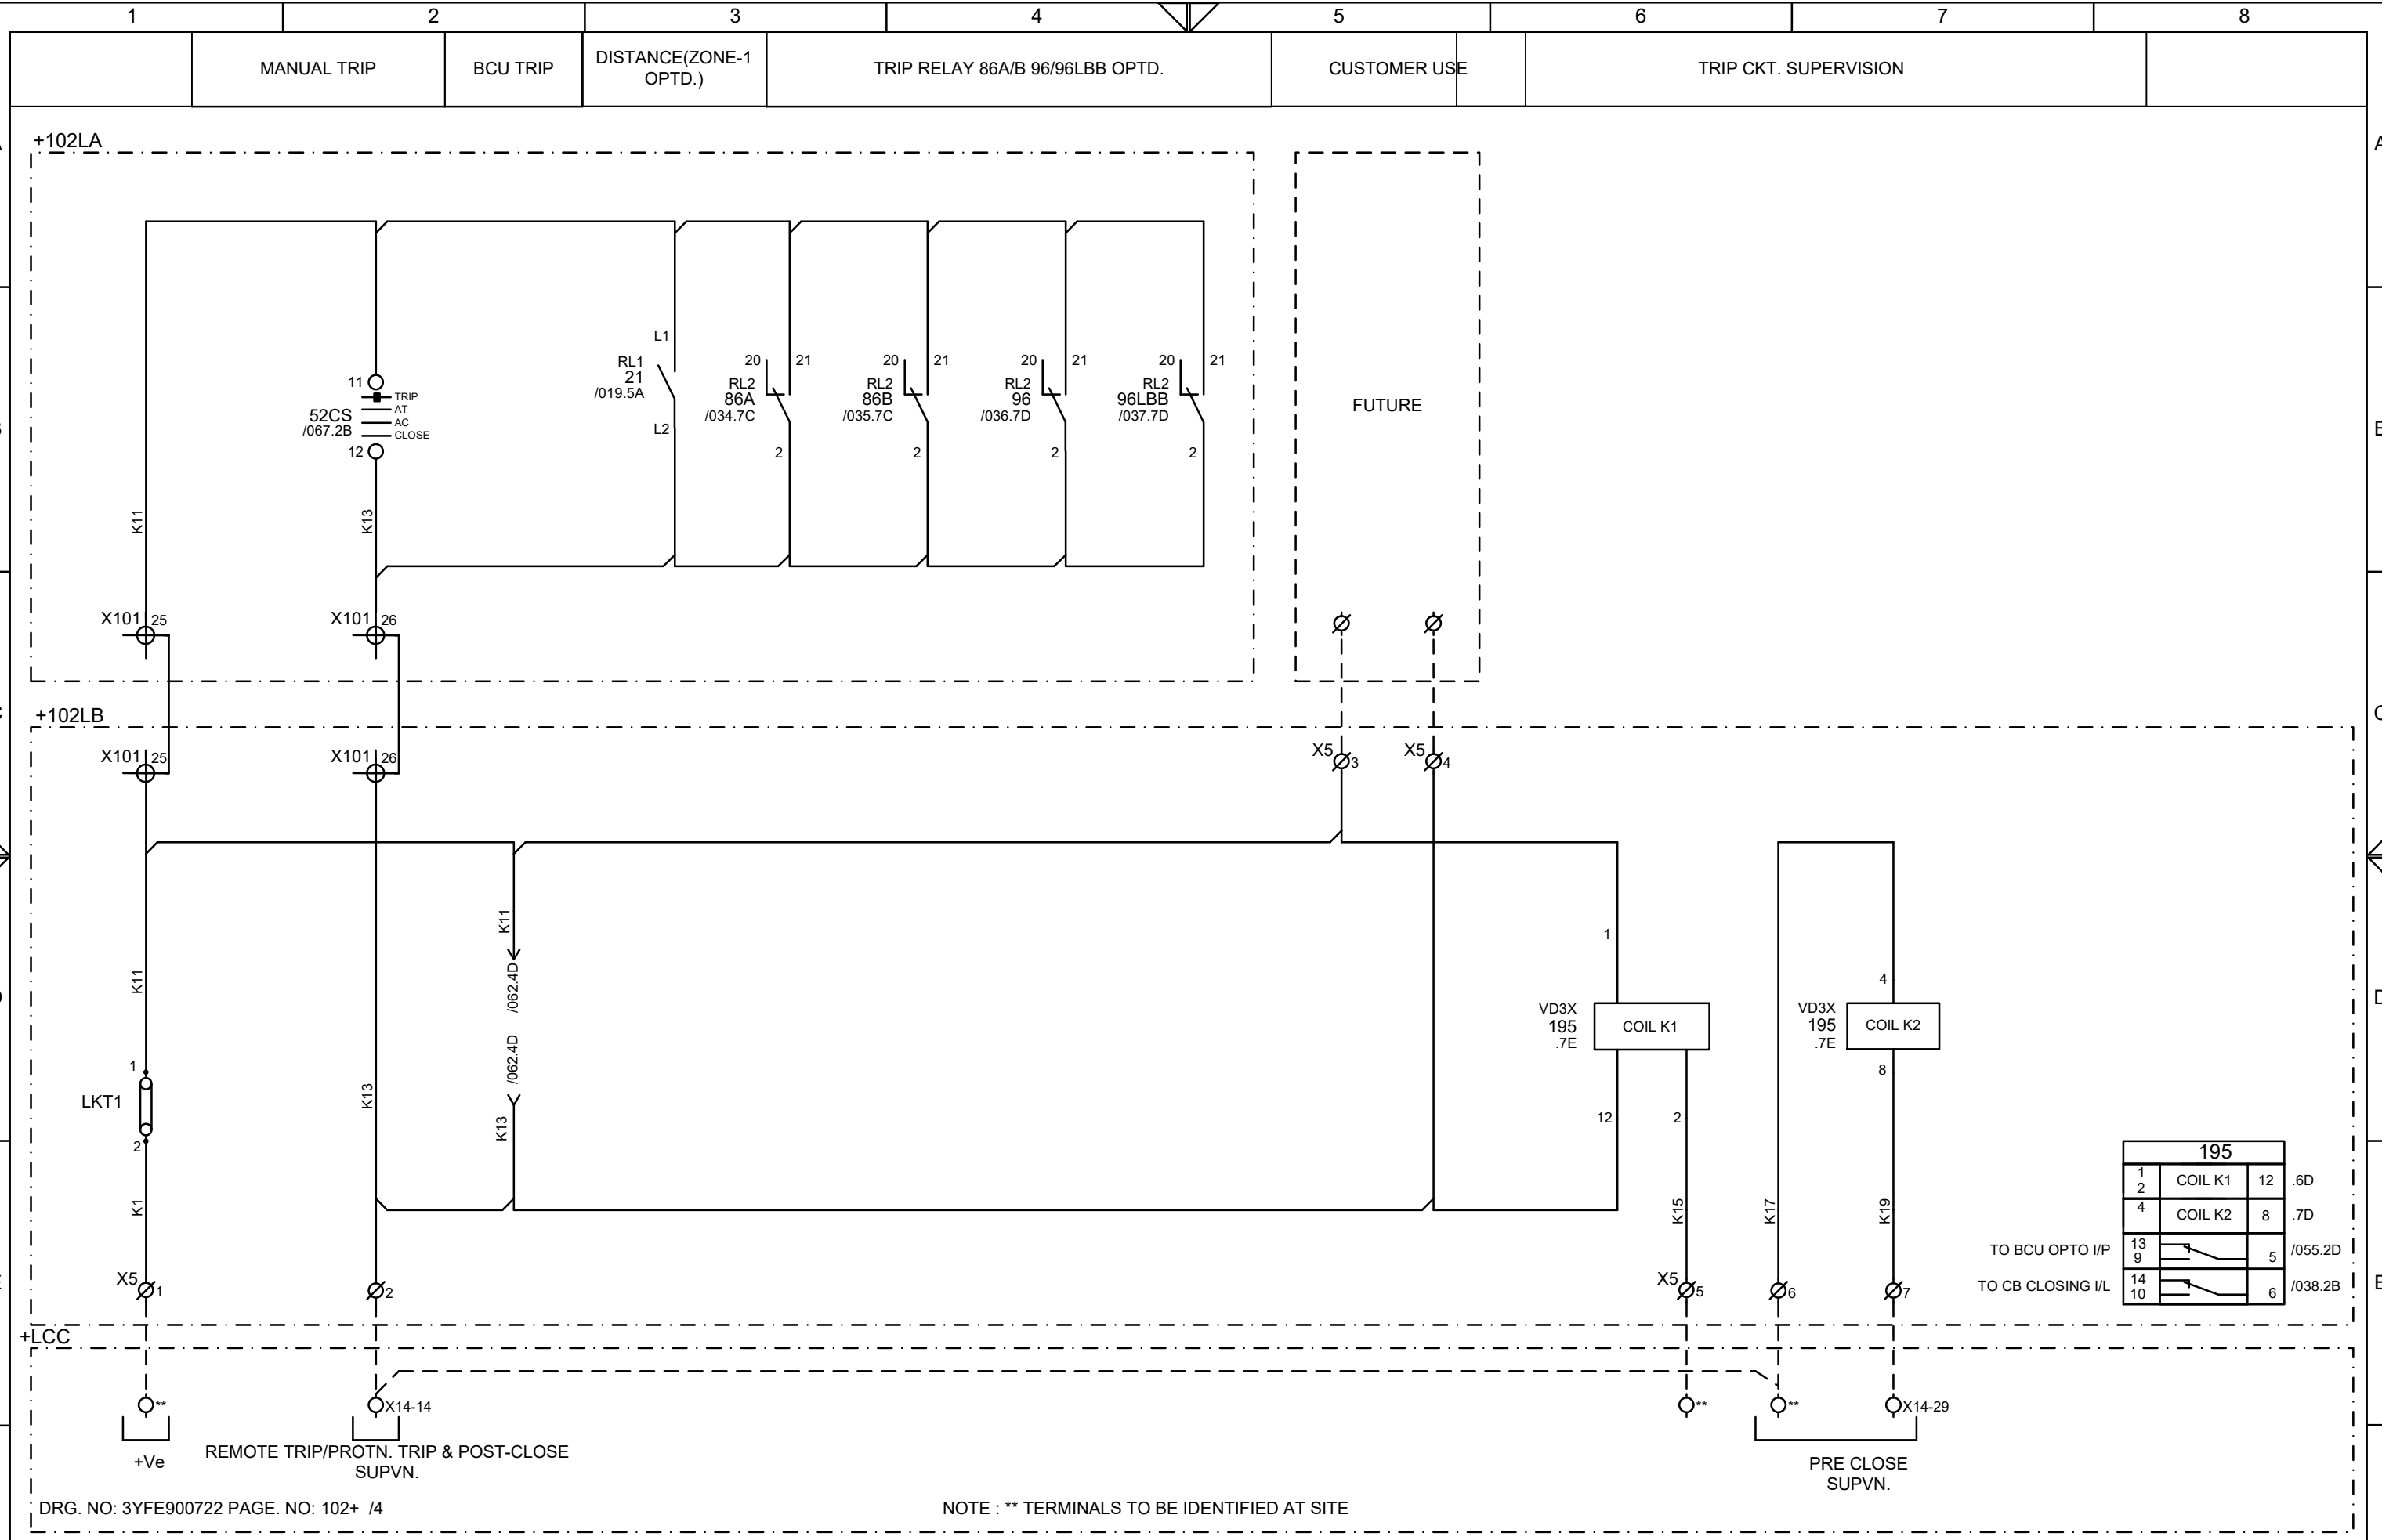 1 2 3 4 5 6 7 8
MANUAL TRIP
BCU TRIP
DISTANCE(ZONE-1
OPTD.)
TRIP RELAY 86A/B 96/96LBB OPTD.
CUSTOMER USE
TRIP CKT. SUPERVISION
A
+102LA
L1
RL1
21
/019.5A
L2
20 21
RL2
86A
/034.7C
2
20 21
RL2
86B
/035.7C
2
20 21
RL2
96
/036.7D
2
20 21
RL2
96LBB
/037.7D
2
11
TRIP
AT
AC
CLOSE
52CS
/067.2B
12
FUTURE
K11
K13
X101 25
X101 26
+102LB
X101 25
X101 26
X5 3
X5 4
K11
/062.4D
/062.4D
K13
K11
K13
1
LKT1
2
K1
1
VD3X
195
.7E
COIL K1
12 2
4
VD3X
195
.7E
COIL K2
8
K15
K17
K19
195
1
2
COIL K1 12 .6D
4
COIL K2 8 .7D
TO BCU OPTO I/P
13
9
5 /055.2D
TO CB CLOSING I/L
14
10
6 /038.2B
X5 1
2
X5 5
6
7
+LCC
**
X14-14
**
**
X14-29
+Ve
REMOTE TRIP/PROTN. TRIP & POST-CLOSE
SUPVN.
PRE CLOSE
SUPVN.
DRG. NO: 3YFE900722 PAGE. NO: 102+ /4
NOTE : ** TERMINALS TO BE IDENTIFIED AT SITE